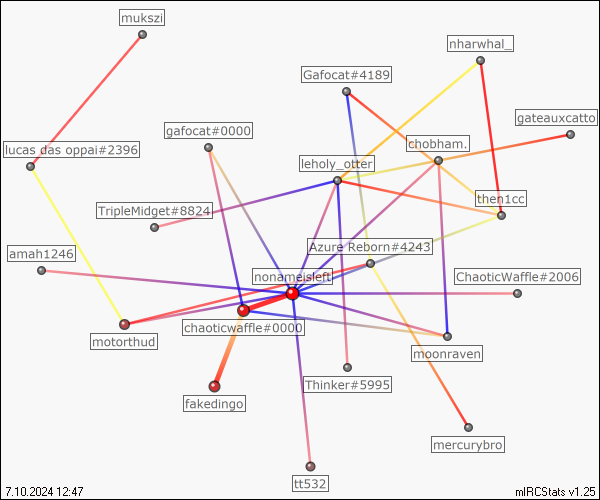 mukszi
nharwhal_
Gafocat#4189
gateauxcatto
gafocat#0000
chobham.
lucas das oppai#2396
leholy_otter
then1cc
TripleMidget#8824
Azure Reborn#4243
amah1246
nonameisleft
ChaoticWaffle#2006
chaoticwaffle#0000
motorthud
moonraven
Thinker#5995
fakedingo
mercurybro
tt532
7.10.2024 12:47
mIRCStats v1.25